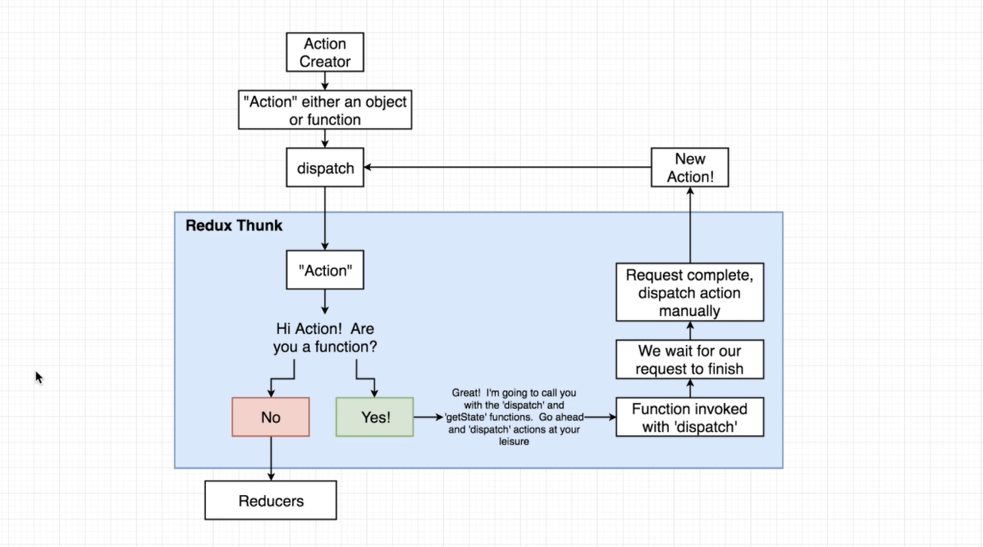 Action
Creator
"Action" either an object
or function
dispatch
New
Action!
Redux Thunk
"Action"
Hi Action!  Are
you a function?
No
Yes!
Great!  I'm going to call you
with the 'dispatch' and
'getState' functions.  Go ahead
and 'dispatch' actions at your
leisure
Function invoked
with 'dispatch'
We wait for our
request to finish
Request complete,
dispatch action
manually
Reducers